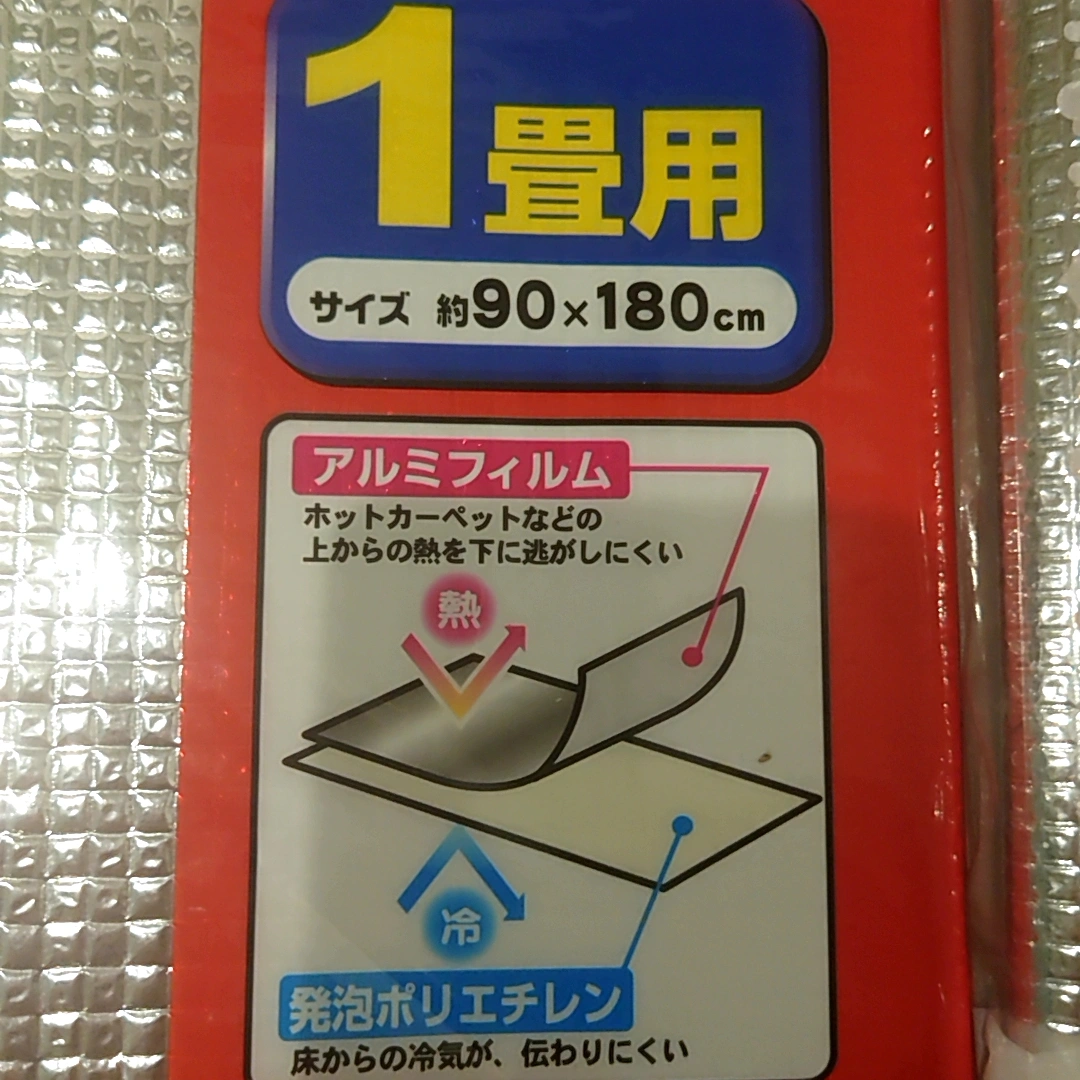 1畳用
サイズ 約90×180cm
アルミフィルム
ホットカーペットなどの
上からの熱を下に逃がしにくい
熱
冷
発泡ポリエチレン
床からの冷気が、伝わりにくい